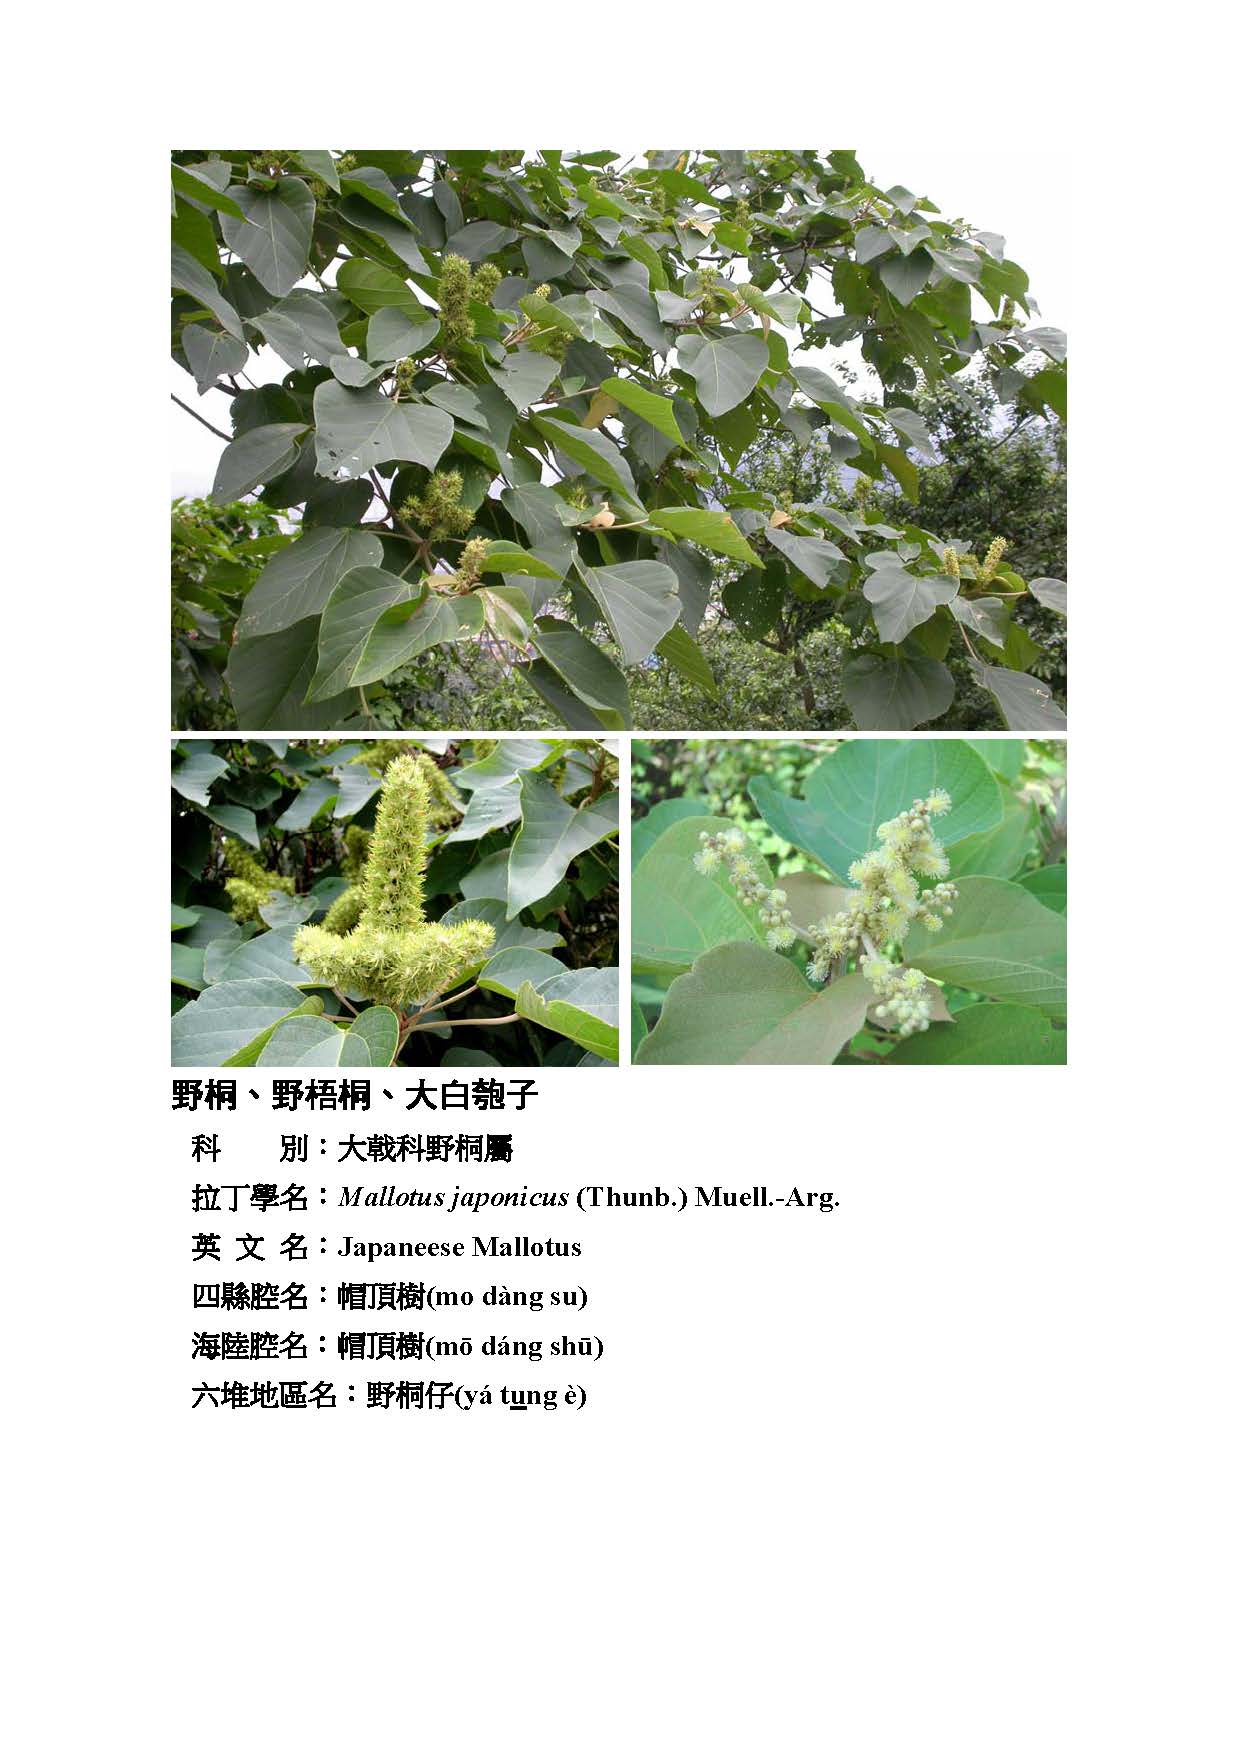 野桐、野梧桐、大白匏子
科　　別：大戟科野桐屬
拉丁學名：Mallotus japonicus (Thunb.) Muell.-Arg.
英 文 名：Japaneese Mallotus
四縣腔名：帽頂樹(mo dàng su)
海陸腔名：帽頂樹(mō dáng shū)
六堆地區名：野桐仔(yá tung è)